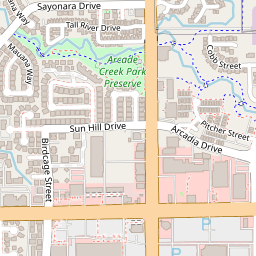 Sayonara Drive
Tall River Drive
Mauana Way
Arcade
Creek Park
Preserve
Cobb Street
Pitcher Street
Sun Hill Drive
Arcadia Drive
Birdcage Street